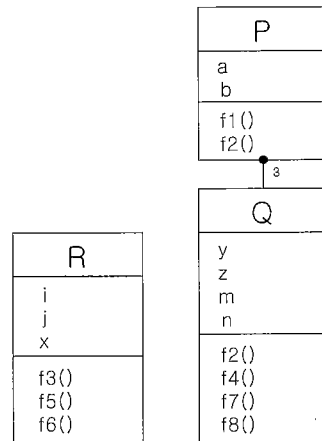 P
a
b
f1()
f2()
3
Q
y
z
m
n
f2()
f4()
f7()
f8()
R
i
j
x
f3()
f5()
f6()